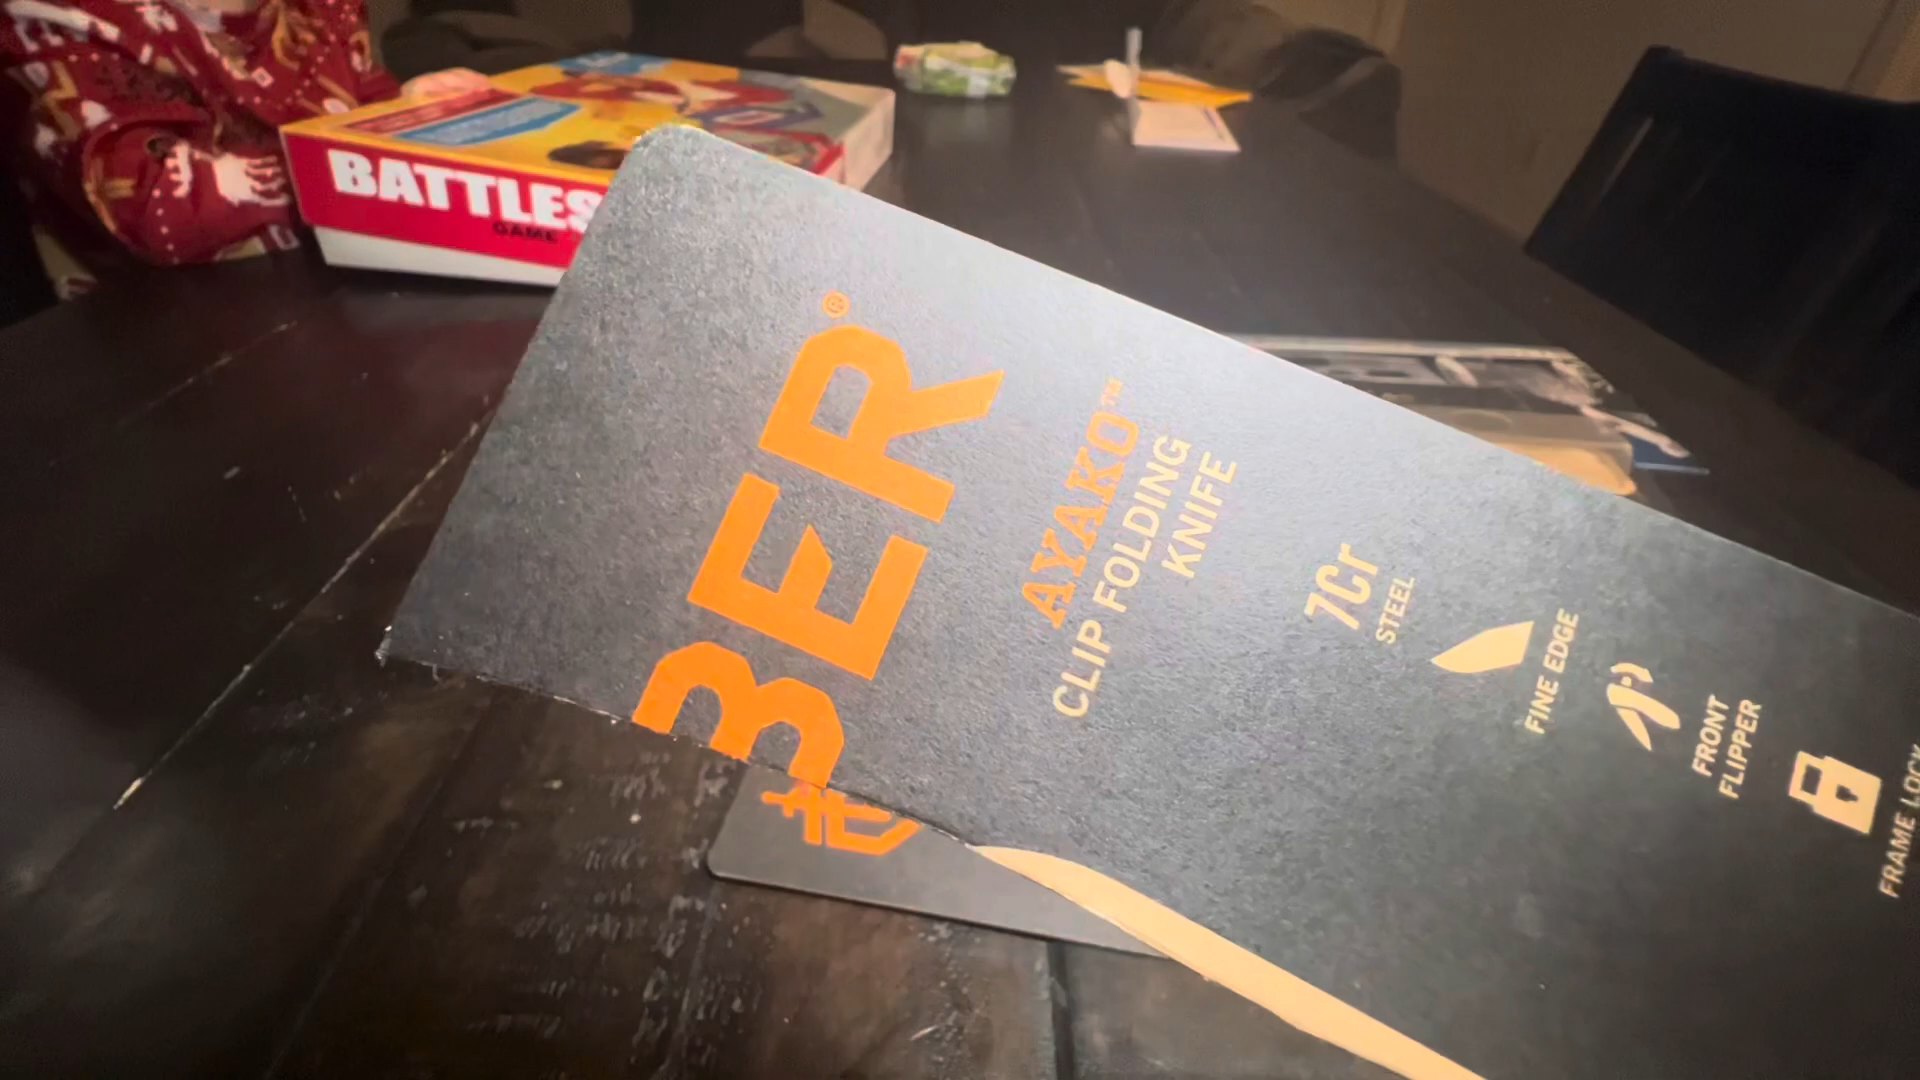 BATTLES
GAME
BER®
AYAKO™
CLIP FOLDING
KNIFE
7Cr
STEEL
FINE EDGE
FRONT
FLIPPER
FRAME LOCK